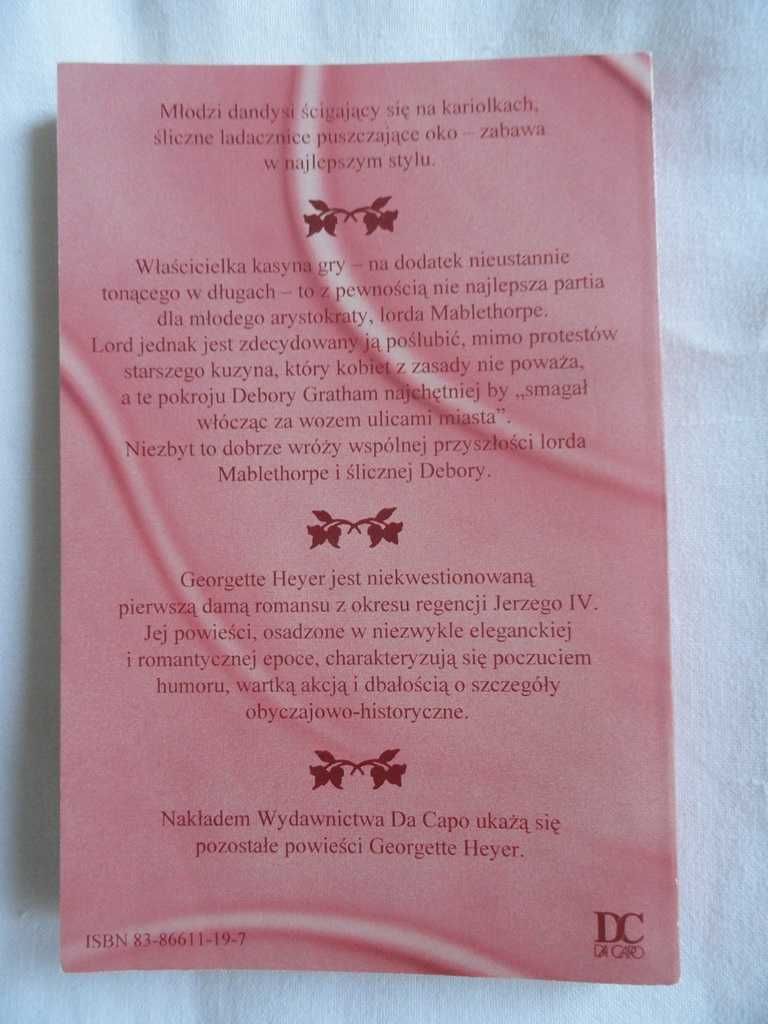 Młodzi dandysi ścigający się na kariolkach,
śliczne ladacznice puszczające oko – zabawa
w najlepszym stylu.
Właścicielka kasyna gry – na dodatek nieustannie
tonącego w długach – to z pewnością nie najlepsza partia
dla młodego arystokraty, lorda Mablethorpe.
Lord jednak jest zdecydowany ją poślubić, mimo protestów
starszego kuzyna, który kobiet z zasady nie poważa,
a te pokroju Debory Gratham najchętniej by „smagał
włócząc za wozem ulicami miasta”.
Niezbyt to dobrze wróży wspólnej przyszłości lorda
Mablethorpe i ślicznej Debory.
Georgette Heyer jest niekwestionowaną
pierwszą damą romansu z okresu regencji Jerzego IV.
Jej powieści, osadzone w niezwykle eleganckiej
i romantycznej epoce, charakteryzują się poczuciem
humoru, wartką akcją i dbałością o szczegóły
obyczajowo-historyczne.
Nakładem Wydawnictwa Da Capo ukażą się
pozostałe powieści Georgette Heyer.
ISBN 83-86611-19-7
DC
DA CAPO